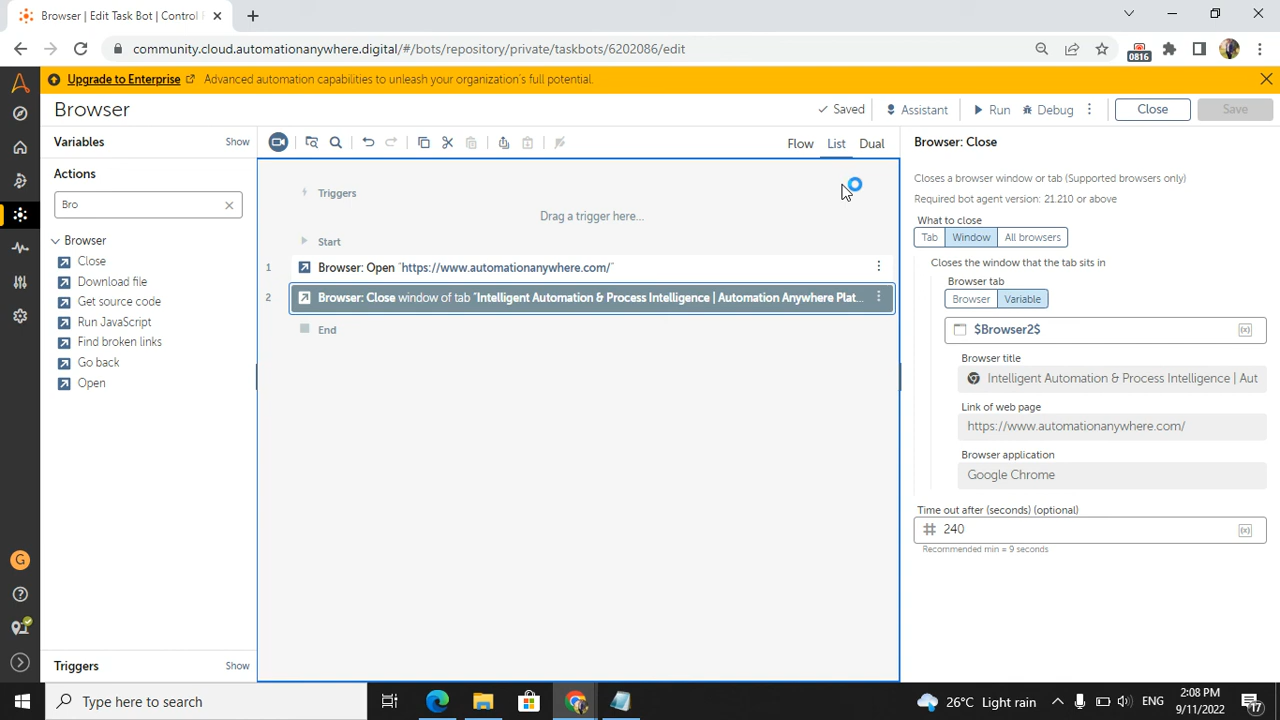 Browser | Edit Task Bot | Control
community.cloud.automationanywhere.digital/#/bots/repository/private/taskbots/6202086/edit
0816
Upgrade to Enterprise Advanced automation capabilities to unleash your organization's full potential.
Browser
Saved
Assistant
Run
Debug
Close
Save
Variables
Show
Flow
List
Dual
Actions
Bro
Browser
Close
Download file
Get source code
Run JavaScript
Find broken links
Go back
Open
Triggers
Show
Triggers
Drag a trigger here...
Start
1 Browser: Open "https://www.automationanywhere.com/"
2 Browser: Close window of tab "Intelligent Automation & Process Intelligence | Automation Anywhere Plat...
End
Browser: Close
Closes a browser window or tab (Supported browsers only)
Required bot agent version: 21.210 or above
What to close
Tab Window All browsers
Closes the window that the tab sits in
Browser tab
Browser Variable
$Browser2$
(x)
Browser title
Intelligent Automation & Process Intelligence | Aut
Link of web page
https://www.automationanywhere.com/
Browser application
Google Chrome
Time out after (seconds) (optional)
# 240
(x)
Recommended min = 9 seconds
G
Type here to search
26°C Light rain
ENG
2:08 PM
9/11/2022
17